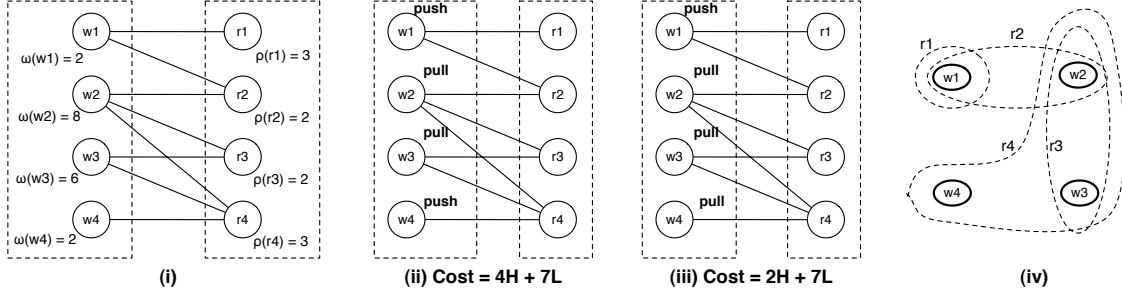 w1
r1
ω(w1) = 2
ρ(r1) = 3
w2
r2
ω(w2) = 8
ρ(r2) = 2
w3
r3
ω(w3) = 6
ρ(r3) = 2
w4
r4
ω(w4) = 2
ρ(r4) = 3
(i)
push
w1
r1
pull
w2
r2
pull
w3
r3
push
w4
r4
(ii) Cost = 4H + 7L
push
w1
r1
w2
r2
pull
pull
w3
r3
pull
w4
r4
(iii) Cost = 2H + 7L
r1
r2
w1
w2
r4
r3
w4
w3
(iv)